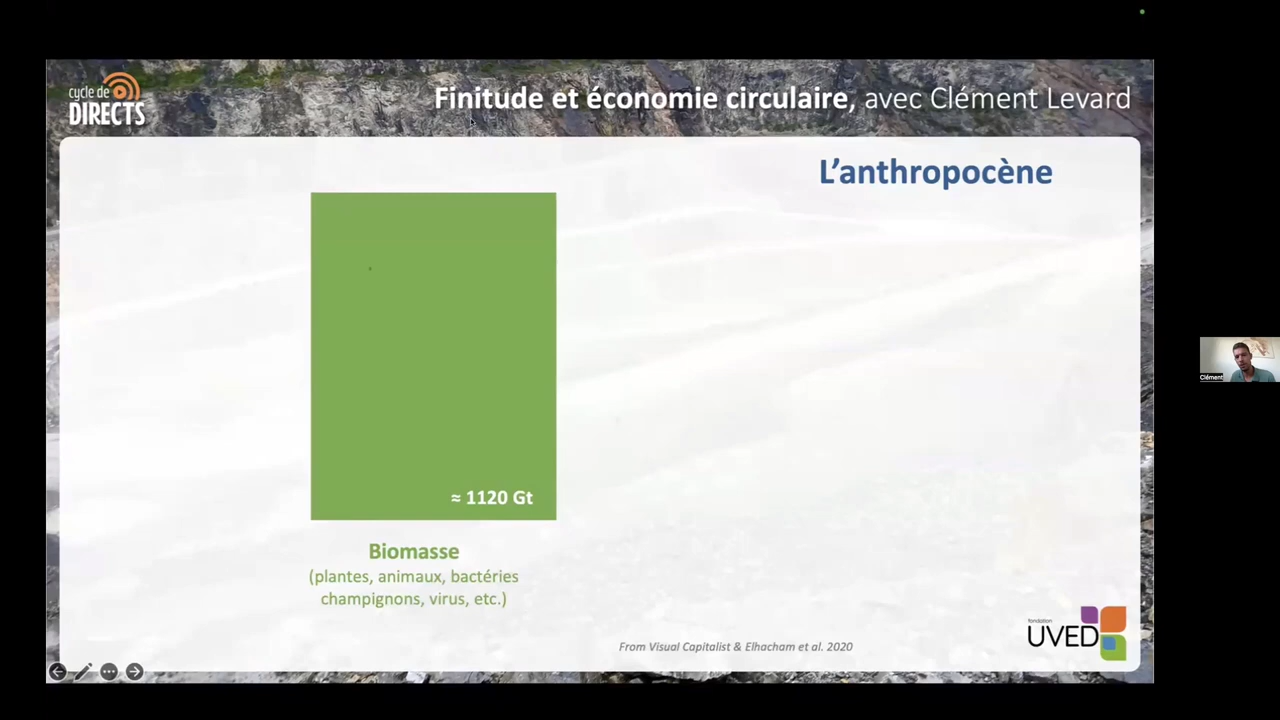 cycle de
DIRECTS
Finitude et économie circulaire, avec Clément Levard
L'anthropocène
≈ 1120 Gt
Biomasse
(plantes, animaux, bactéries
champignons, virus, etc.)
From Visual Capitalist & Elhacham et al. 2020
fondation
UVED
Clément